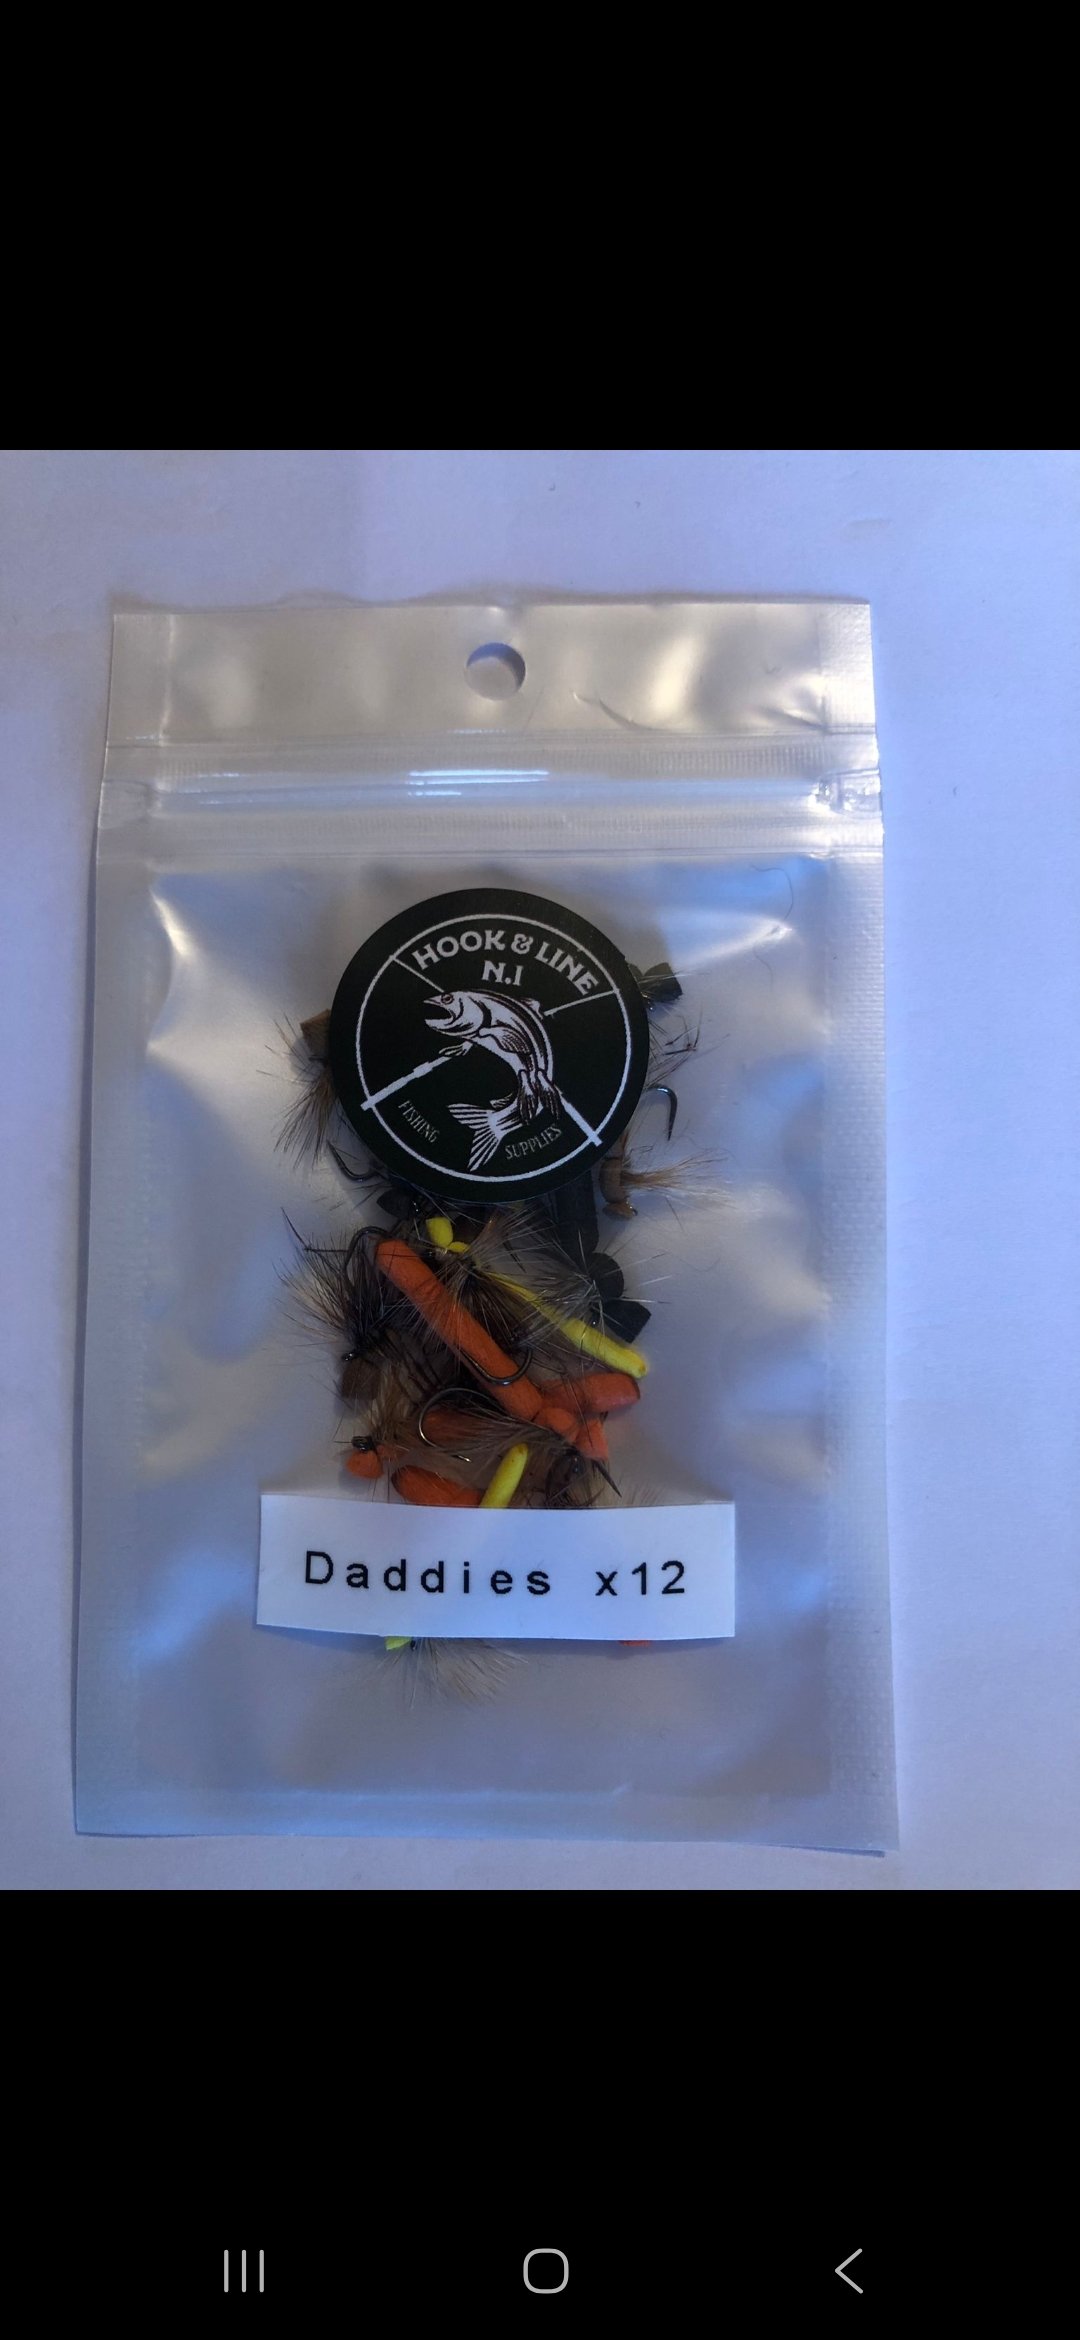 HOOK & LINE
N.I
FISHING
SUPPLIES
Daddies x12